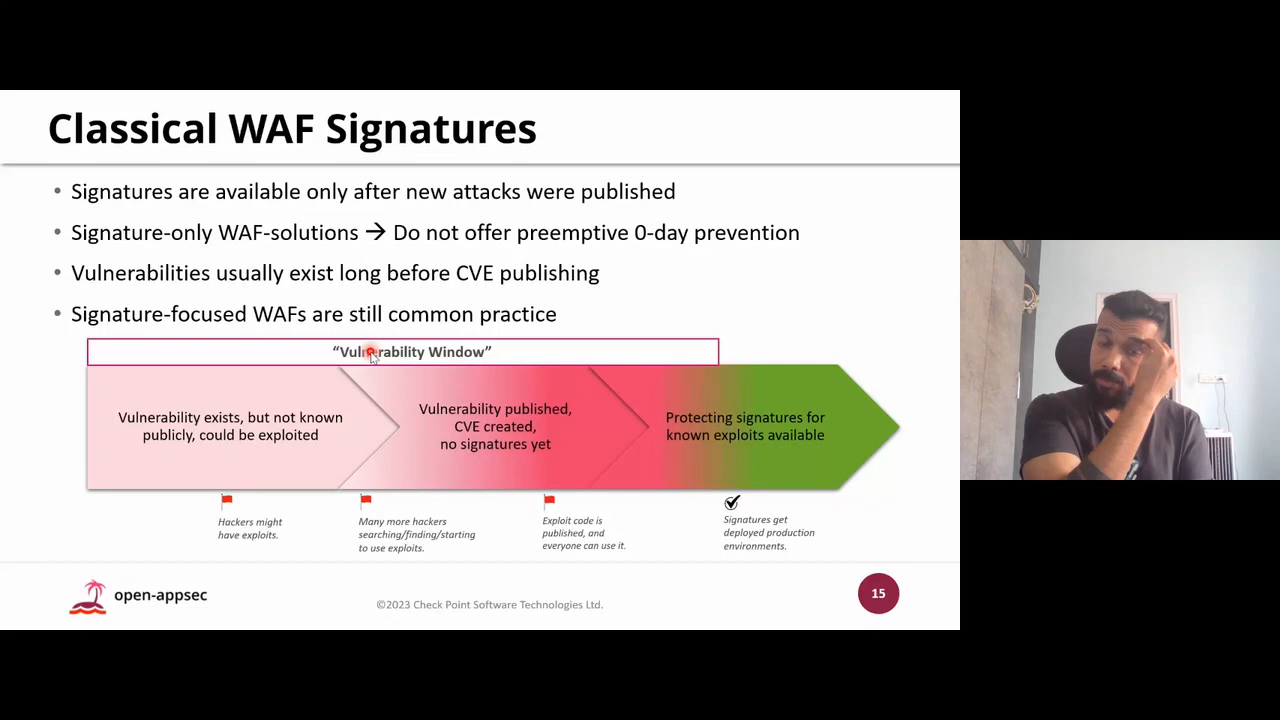 Classical WAF Signatures
• Signatures are available only after new attacks were published
• Signature-only WAF-solutions → Do not offer preemptive 0-day prevention
• Vulnerabilities usually exist long before CVE publishing
• Signature-focused WAFs are still common practice
“Vulnerability Window”
Vulnerability exists, but not known
publicly, could be exploited
Vulnerability published,
CVE created,
no signatures yet
Protecting signatures for
known exploits available
Hackers might
have exploits.
Many more hackers
searching/finding/starting
to use exploits.
Exploit code is
published, and
everyone can use it.
Signatures get
deployed production
environments.
open-appsec
©2023 Check Point Software Technologies Ltd.
15